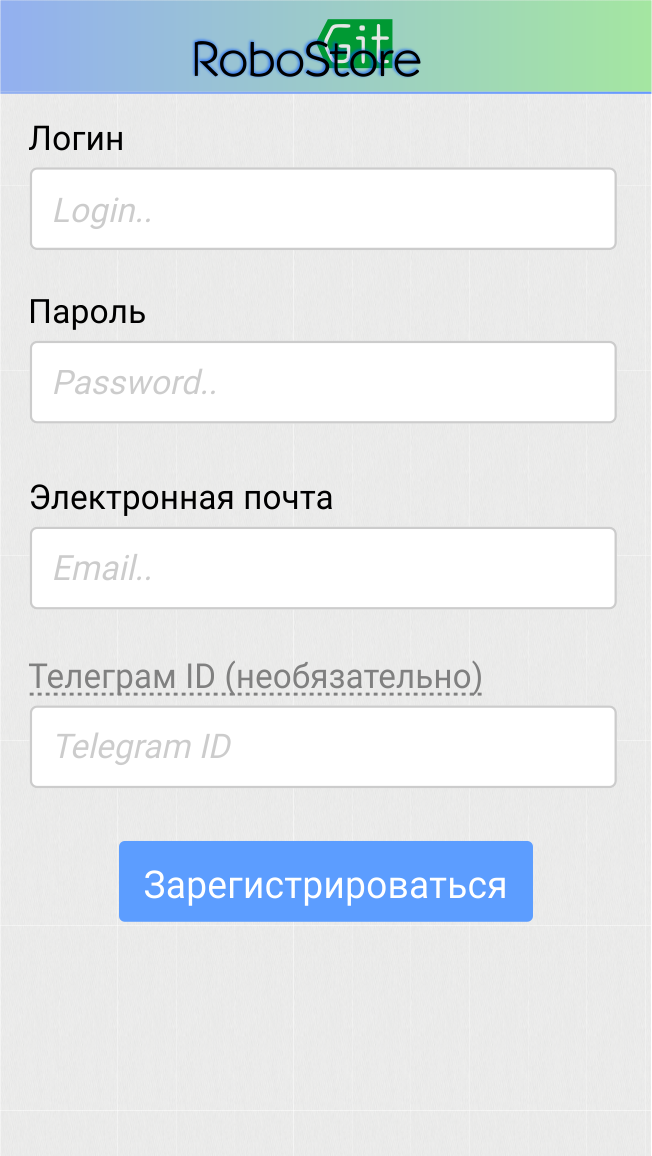 Git
RoboStore
Логин
Login..
Пароль
Password..
Электронная почта
Email..
Телеграм ID (необязательно)
Telegram ID
Зарегистрироваться